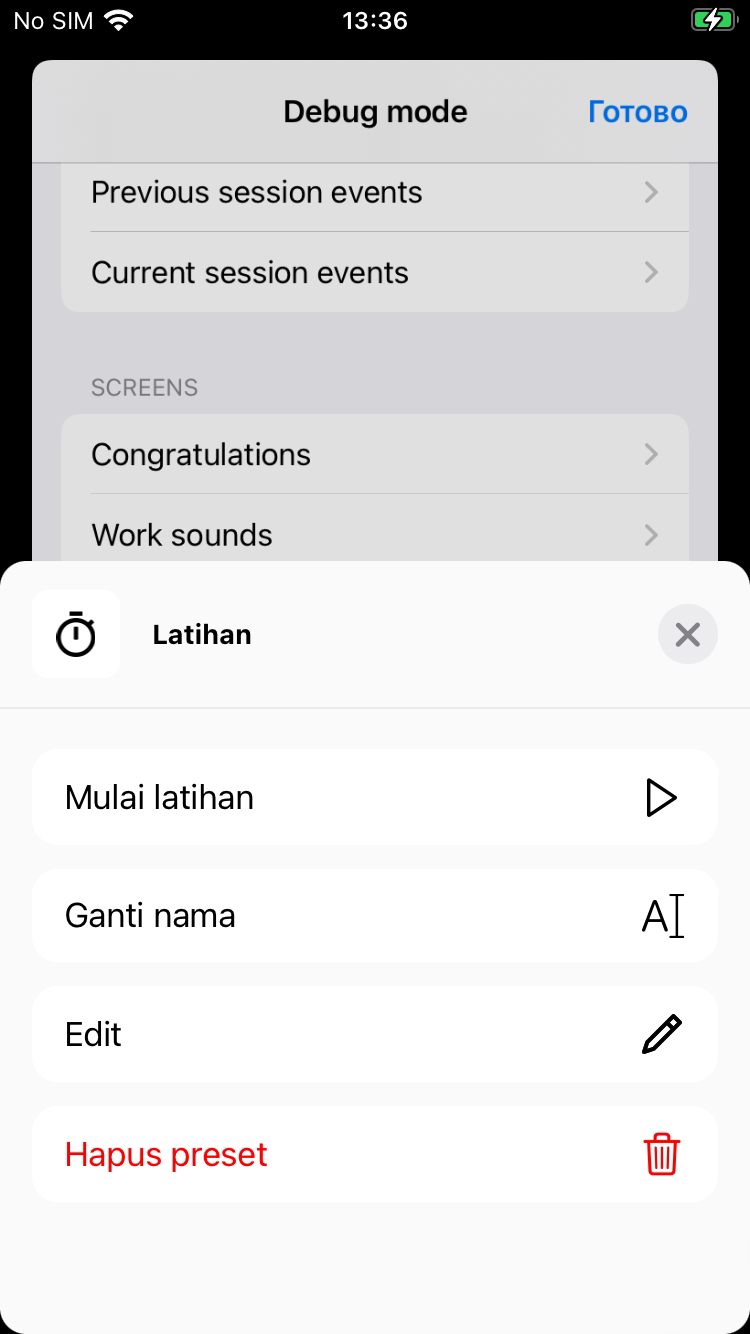 No SIM 13:36
Debug mode Готово
Previous session events
Current session events
SCREENS
Congratulations
Work sounds
Latihan
Mulai latihan
Ganti nama
Edit
Hapus preset